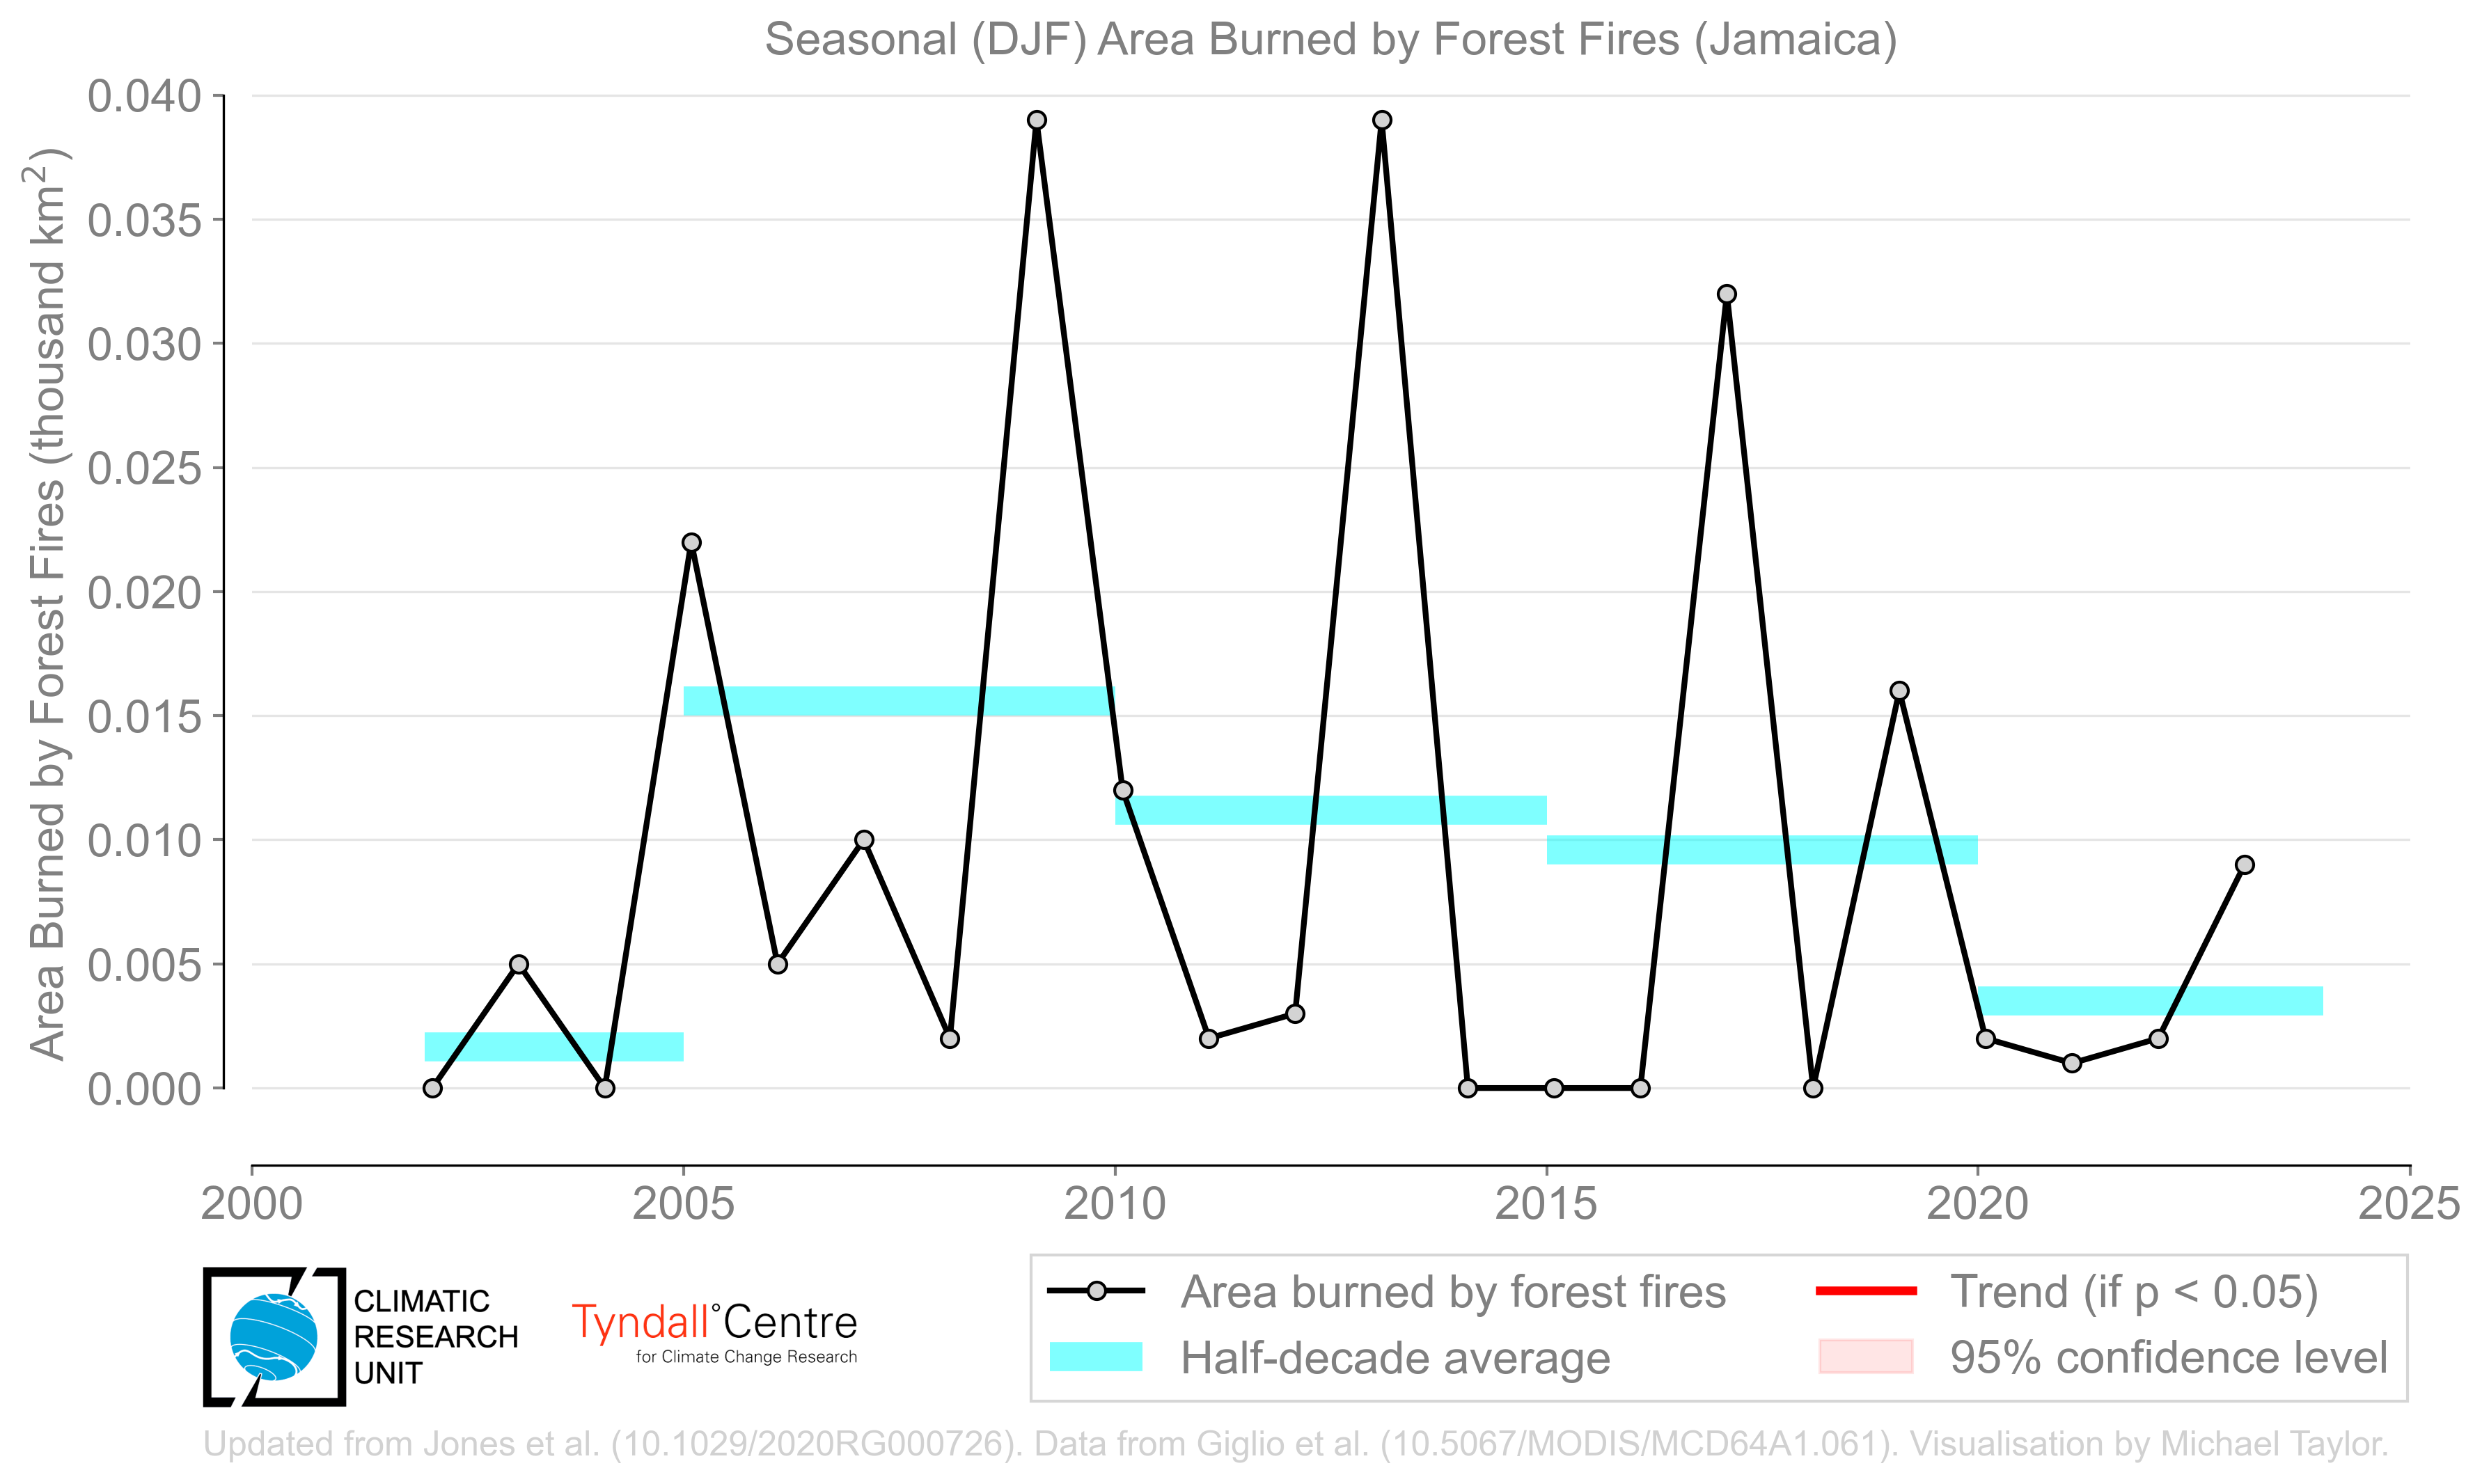 Seasonal (DJF) Area Burned by Forest Fires (Jamaica)
Area Burned by Forest Fires (thousand km²)
0.040
0.035
0.030
0.025
0.020
0.015
0.010
0.005
0.000
2000 2005 2010 2015 2020 2025
CLIMATIC
RESEARCH
UNIT
Tyndall°Centre
for Climate Change Research
Area burned by forest fires
Half-decade average
Trend (if p < 0.05)
95% confidence level
Updated from Jones et al. (10.1029/2020RG000726). Data from Giglio et al. (10.5067/MODIS/MCD64A1.061). Visualisation by Michael Taylor.